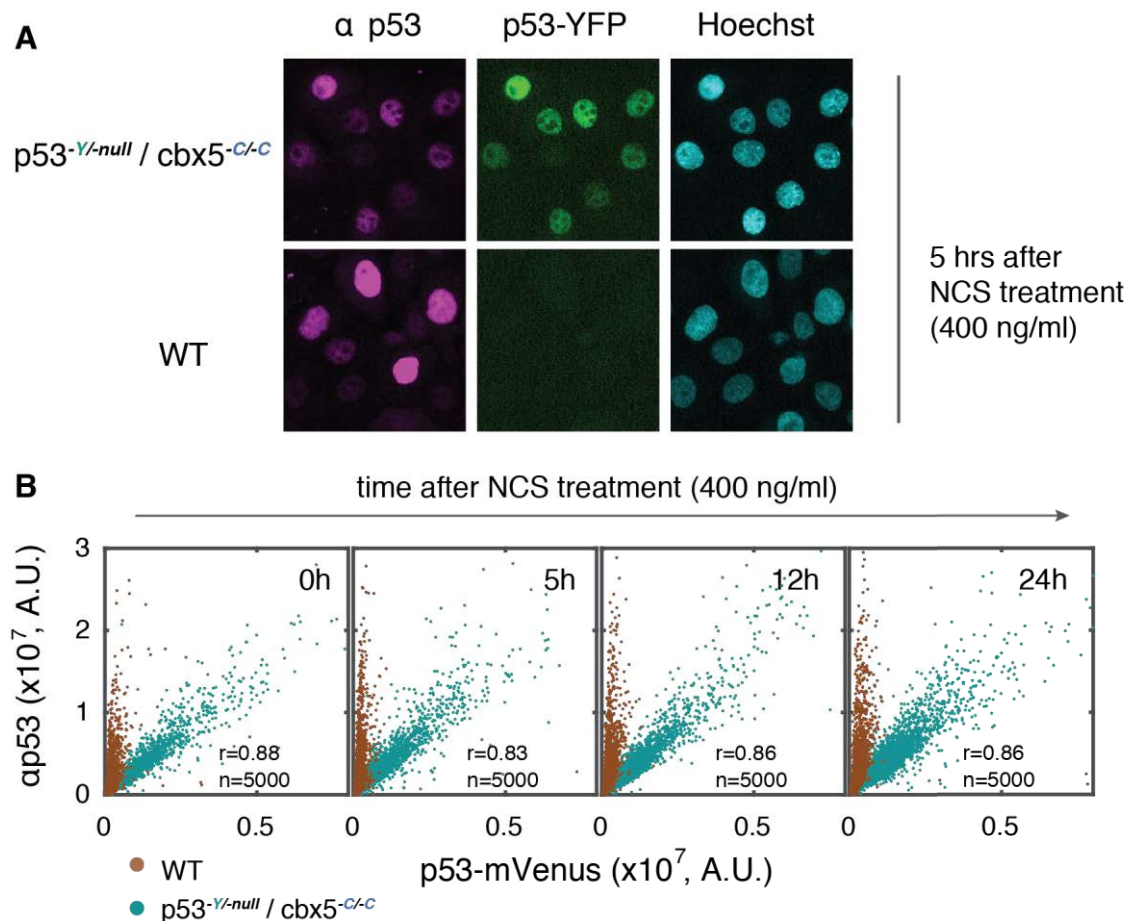 A
α p53
p53-YFP
Hoechst
p53-Y/-null / cbx5-C/-C
WT
5 hrs after
NCS treatment
(400 ng/ml)
B
time after NCS treatment (400 ng/ml)
αp53 (x10⁷, A.U.)
3
2
1
0
0h
r=0.88
n=5000
5h
r=0.83
n=5000
12h
r=0.86
n=5000
24h
r=0.86
n=5000
0
0.5
0
0.5
0
0.5
0
0.5
p53-mVenus (x10⁷, A.U.)
WT
p53-Y/-null / cbx5-C/-C